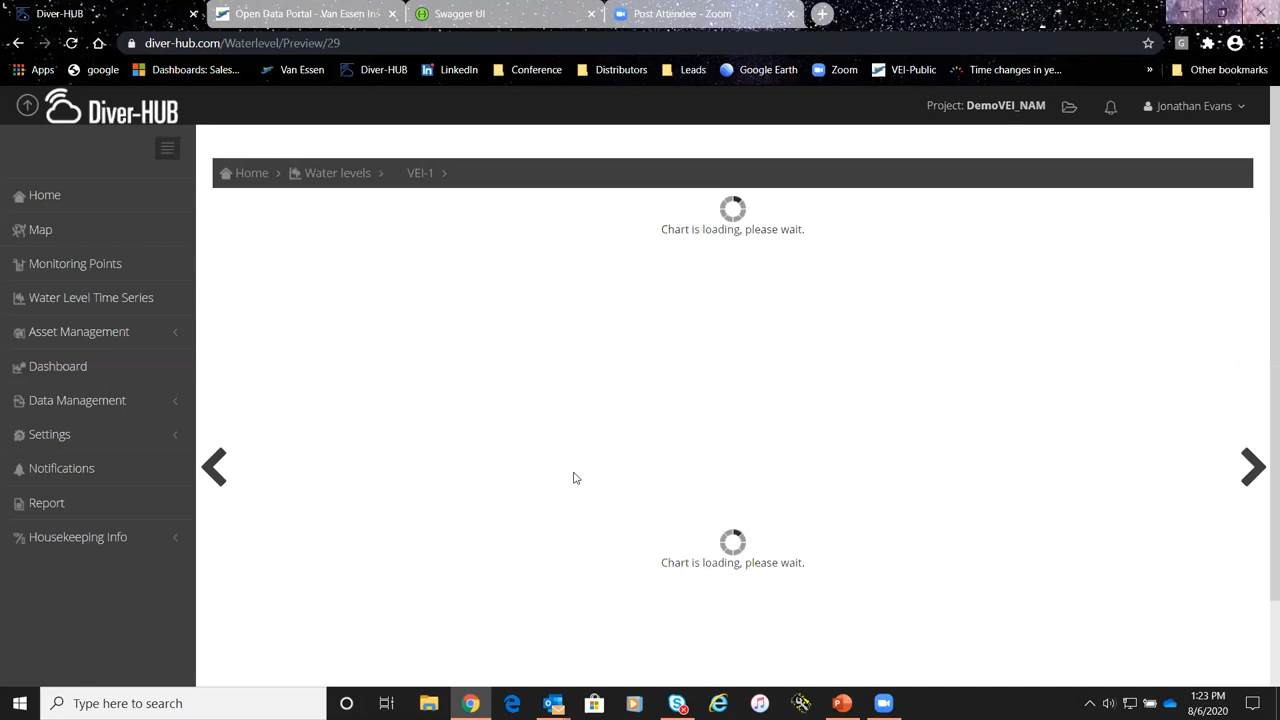 Diver-HUB
Open Data Portal - Van Essen Ins
Swagger UI
Post Attendee - Zoom
diver-hub.com/Waterlevel/Preview/29
Apps
google
Dashboards: Sales...
Van Essen
Diver-HUB
LinkedIn
Conference
Distributors
Leads
Google Earth
Zoom
VEI-Public
Time changes in ye...
»
Other bookmarks
Diver-HUB
Project: DemoVEI_NAM
Jonathan Evans
Home
Water levels
VEI-1
Home
Map
Monitoring Points
Water Level Time Series
Asset Management
Dashboard
Data Management
Settings
Notifications
Report
Housekeeping Info
Chart is loading, please wait.
Chart is loading, please wait.
Type here to search
1:23 PM
8/6/2020